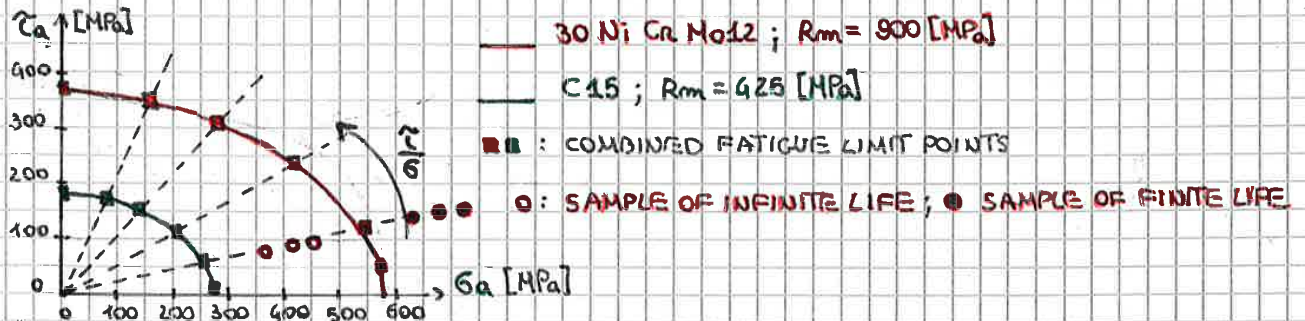 τa [MPa]
30 Ni Cr Mo12 ; Rm = 900 [MPa]
C15 ; Rm = 425 [MPa]
: COMBINED FATIGUE LIMIT POINTS
: SAMPLE OF INFINITE LIFE ; SAMPLE OF FINITE LIFE
τ/σ
400
300
200
100
0
0 100 200 300 400 500 600
σa [MPa]